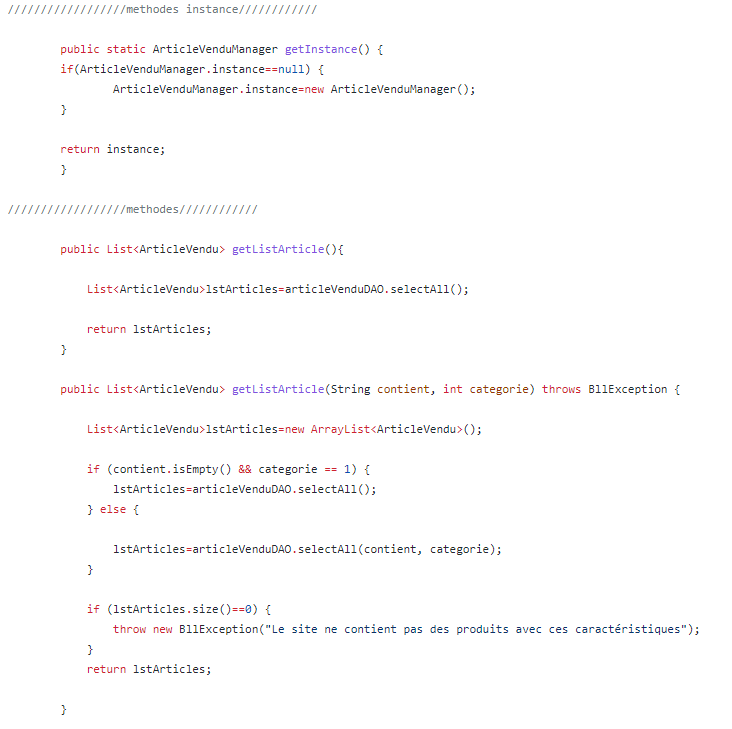 //////////////////methodes instance////////////
public static ArticleVenduManager getInstance() {
if(ArticleVenduManager.instance==null) {
ArticleVenduManager.instance=new ArticleVenduManager();
}
return instance;
}
//////////////////methodes////////////
public List<ArticleVendu> getListArticle(){
List<ArticleVendu>lstArticles=articleVenduDAO.selectAll();
return lstArticles;
}
public List<ArticleVendu> getListArticle(String contient, int categorie) throws BllException {
List<ArticleVendu>lstArticles=new ArrayList<ArticleVendu>();
if (contient.isEmpty() && categorie == 1) {
lstArticles=articleVenduDAO.selectAll();
} else {
lstArticles=articleVenduDAO.selectAll(contient, categorie);
}
if (lstArticles.size()==0) {
throw new BllException("Le site ne contient pas des produits avec ces caractéristiques");
}
return lstArticles;
}